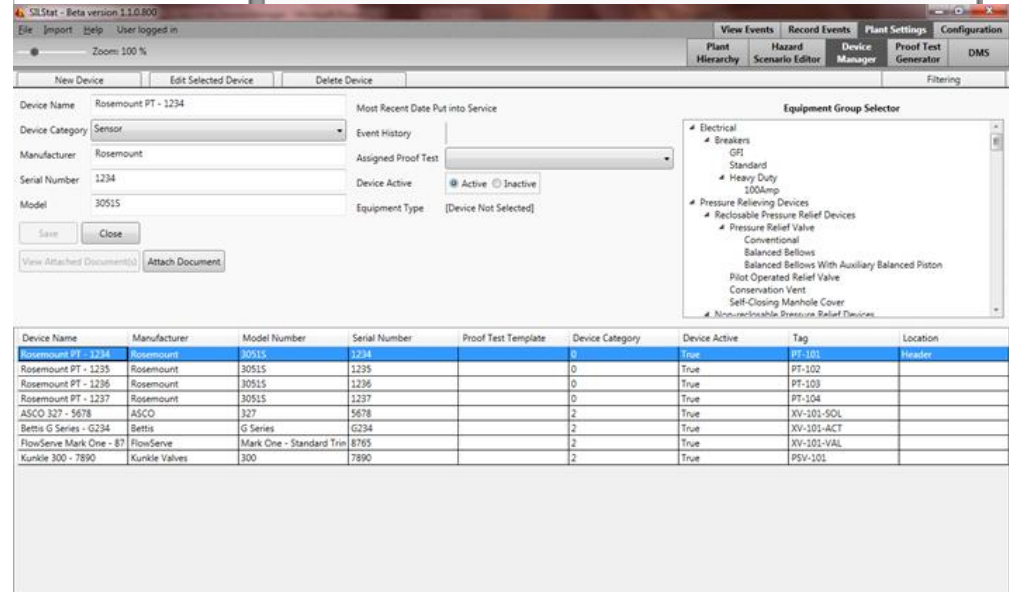 SILStat - Beta version 1.1.0.800
File Import Help User logged in
View Events Record Events Plant Settings Configuration
Zoom: 100 %
Plant Hierarchy Hazard Scenario Editor Device Manager Proof Test Generator DMS
New Device Edit Selected Device Delete Device Filtering
Device Name Rosemount PT - 1234
Device Category Sensor
Manufacturer Rosemount
Serial Number 1234
Model 3051S
Save Close
View Attached Document(s) Attach Document
Most Recent Date Put into Service
Event History
Assigned Proof Test
Device Active Active Inactive
Equipment Type [Device Not Selected]
Equipment Group Selector
Electrical
Breakers
GFI
Standard
Heavy Duty
100Amp
Pressure Relieving Devices
Reclosable Pressure Relief Devices
Pressure Relief Valve
Conventional
Balanced Bellows
Balanced Bellows With Auxiliary Balanced Piston
Pilot Operated Relief Valve
Conservation Vent
Self-Closing Manhole Cover
Non-reclosable Pressure Relief Devices
Device Name Manufacturer Model Number Serial Number Proof Test Template Device Category Device Active Tag Location
Rosemount PT - 1234 Rosemount 3051S 1234 0 True PT-101 Header
Rosemount PT - 1235 Rosemount 3051S 1235 0 True PT-102
Rosemount PT - 1236 Rosemount 3051S 1236 0 True PT-103
Rosemount PT - 1237 Rosemount 3051S 1237 0 True PT-104
ASCO 327 - 5678 ASCO 327 5678 2 True XV-101-SOL
Bettis G Series - G234 Bettis G Series G234 2 True XV-101-ACT
FlowServe Mark One - 87 FlowServe Mark One - Standard Trin 8765 2 True XV-101-VAL
Kunkle 300 - 7890 Kunkle Valves 300 7890 2 True PSV-101